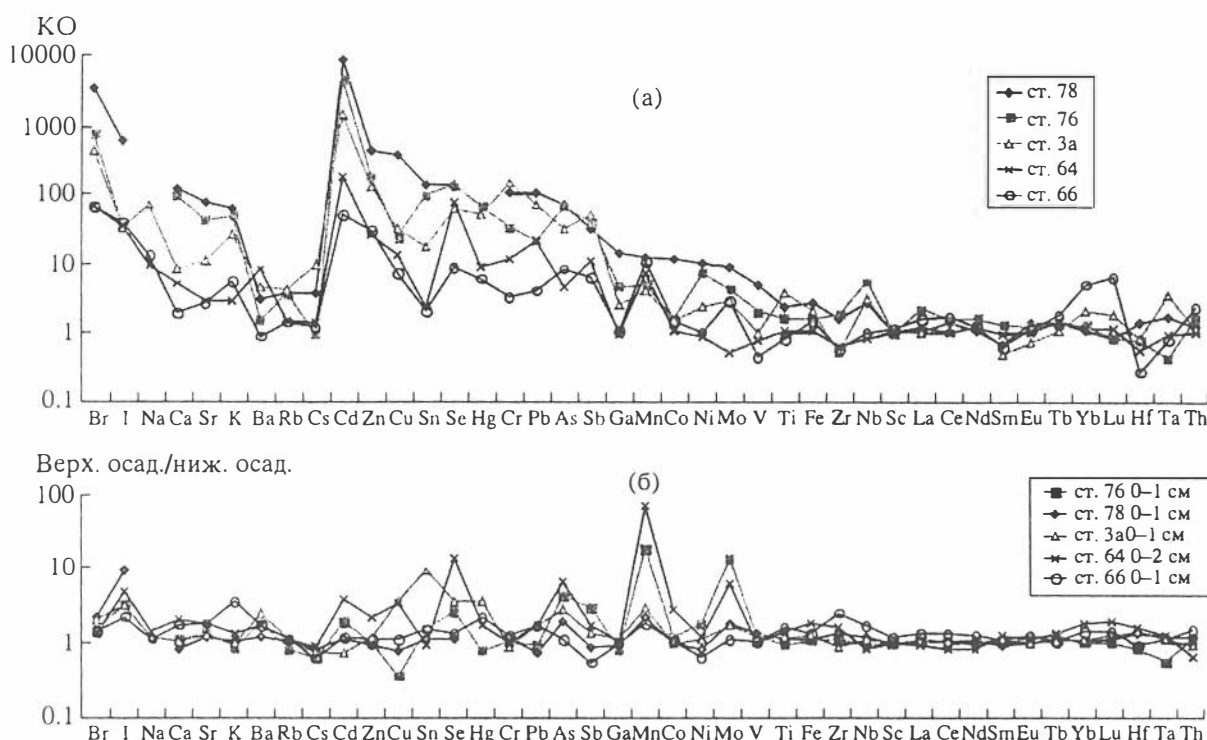 КО
10000
1000
100
10
1
0.1
(а)
ст. 78
ст. 76
ст. 3а
ст. 64
ст. 66
Br I Na Ca Sr K Ba Rb Cs Cd Zn Cu Sn Se Hg Cr Pb As Sb Ga Mn Co Ni Mo V Ti Fe Zr Nb Sc La Ce Nd Sm Eu Tb Yb Lu Hf Ta Th
Верх. осад./ниж. осад.
100
10
1
0.1
(б)
ст. 76 0–1 см
ст. 78 0–1 см
ст. 3а0–1 см
ст. 64 0–2 см
ст. 66 0–1 см
Br I Na Ca Sr K Ba Rb Cs Cd Zn Cu Sn Se Hg Cr Pb As Sb Ga Mn Co Ni Mo V Ti Fe Zr Nb Sc La Ce Nd Sm Eu Tb Yb Lu Hf Ta Th